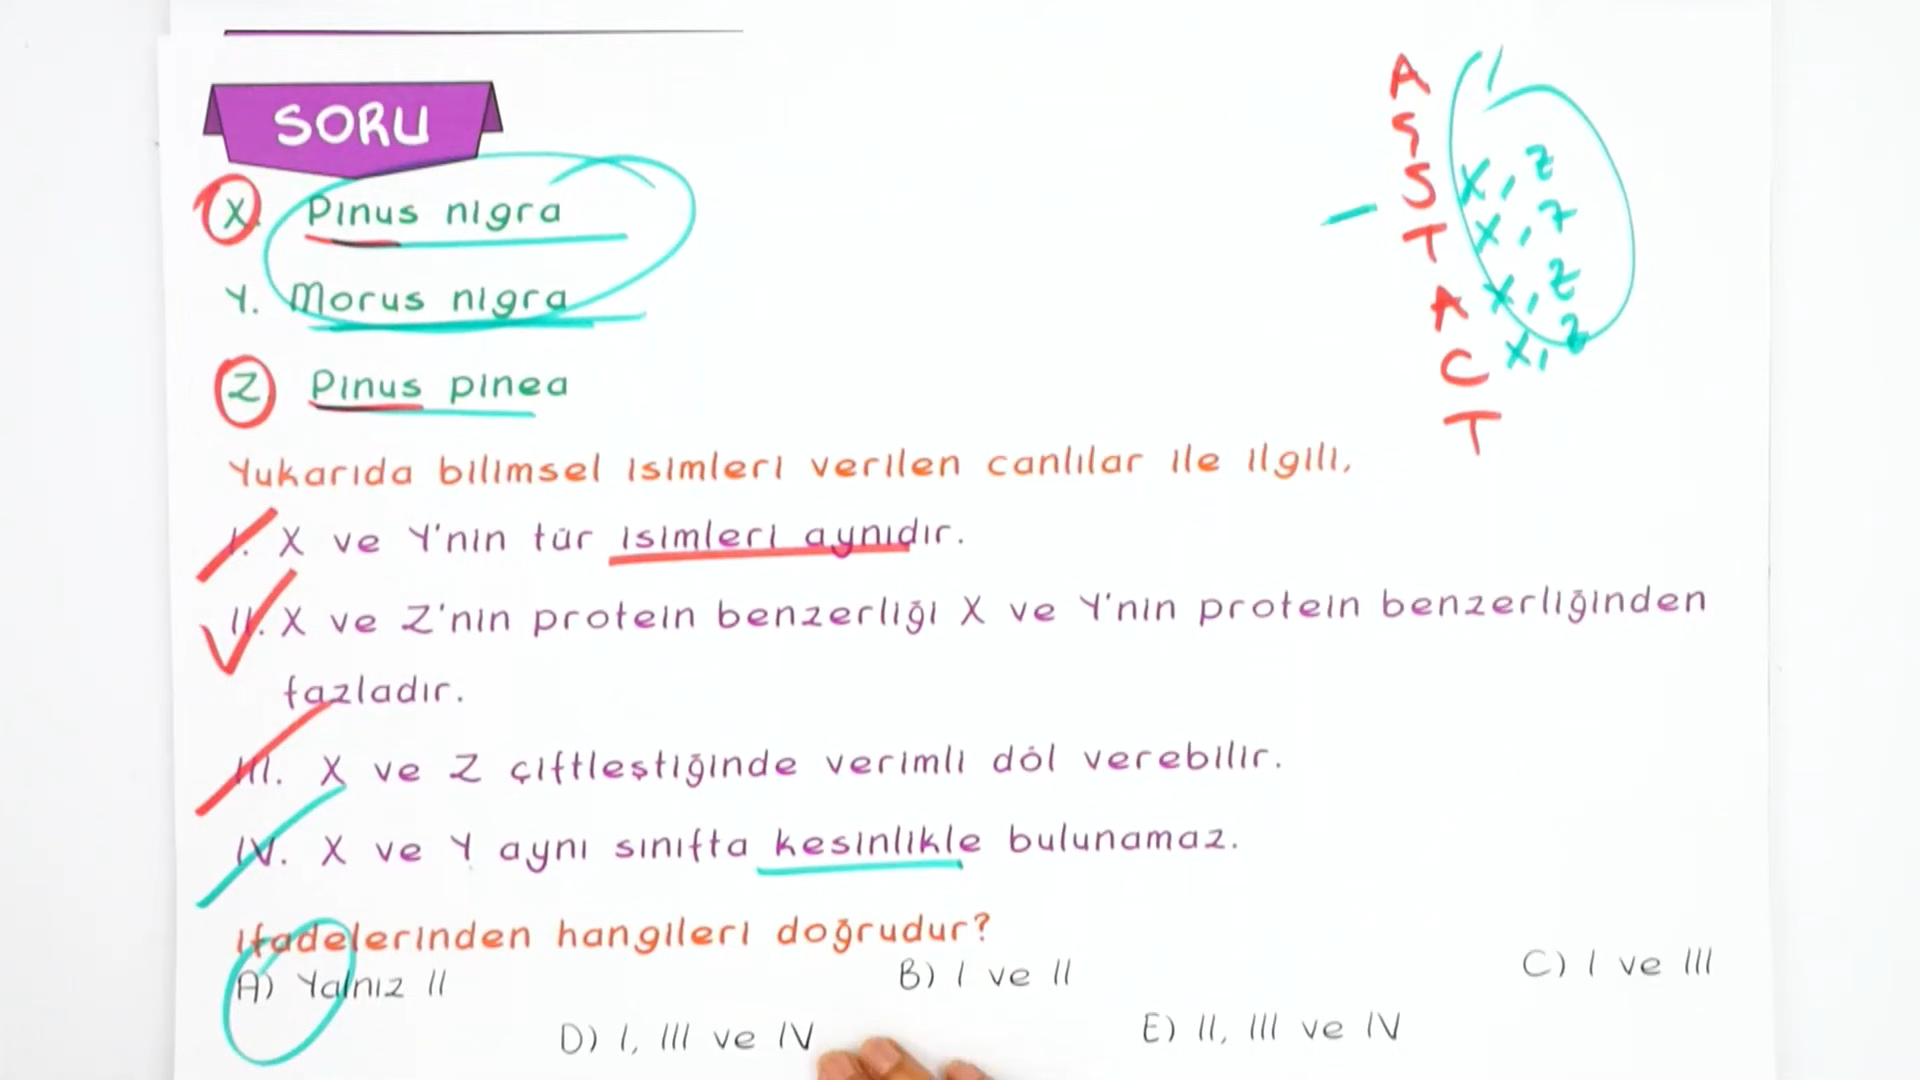 SORU
X. Pinus nigra
Y. Morus nigra
Z Pinus pinea
Yukarıda bilimsel isimleri verilen canlılar ile ilgili,
I. X ve Y'nin tür isimleri aynıdır.
II. X ve Z'nin protein benzerliği X ve Y'nin protein benzerliğinden
fazladır.
III. X ve Z çiftleştiğinde verimli döl verebilir.
IV. X ve Y aynı sınıfta kesinlikle bulunamaz.
ifadelerinden hangileri doğrudur?
A) Yalnız II
B) I ve II
C) I ve III
D) I, III ve IV
E) II, III ve IV
A
Ş
S X, Z
T X, Z
A X, Z
C X, Z
T